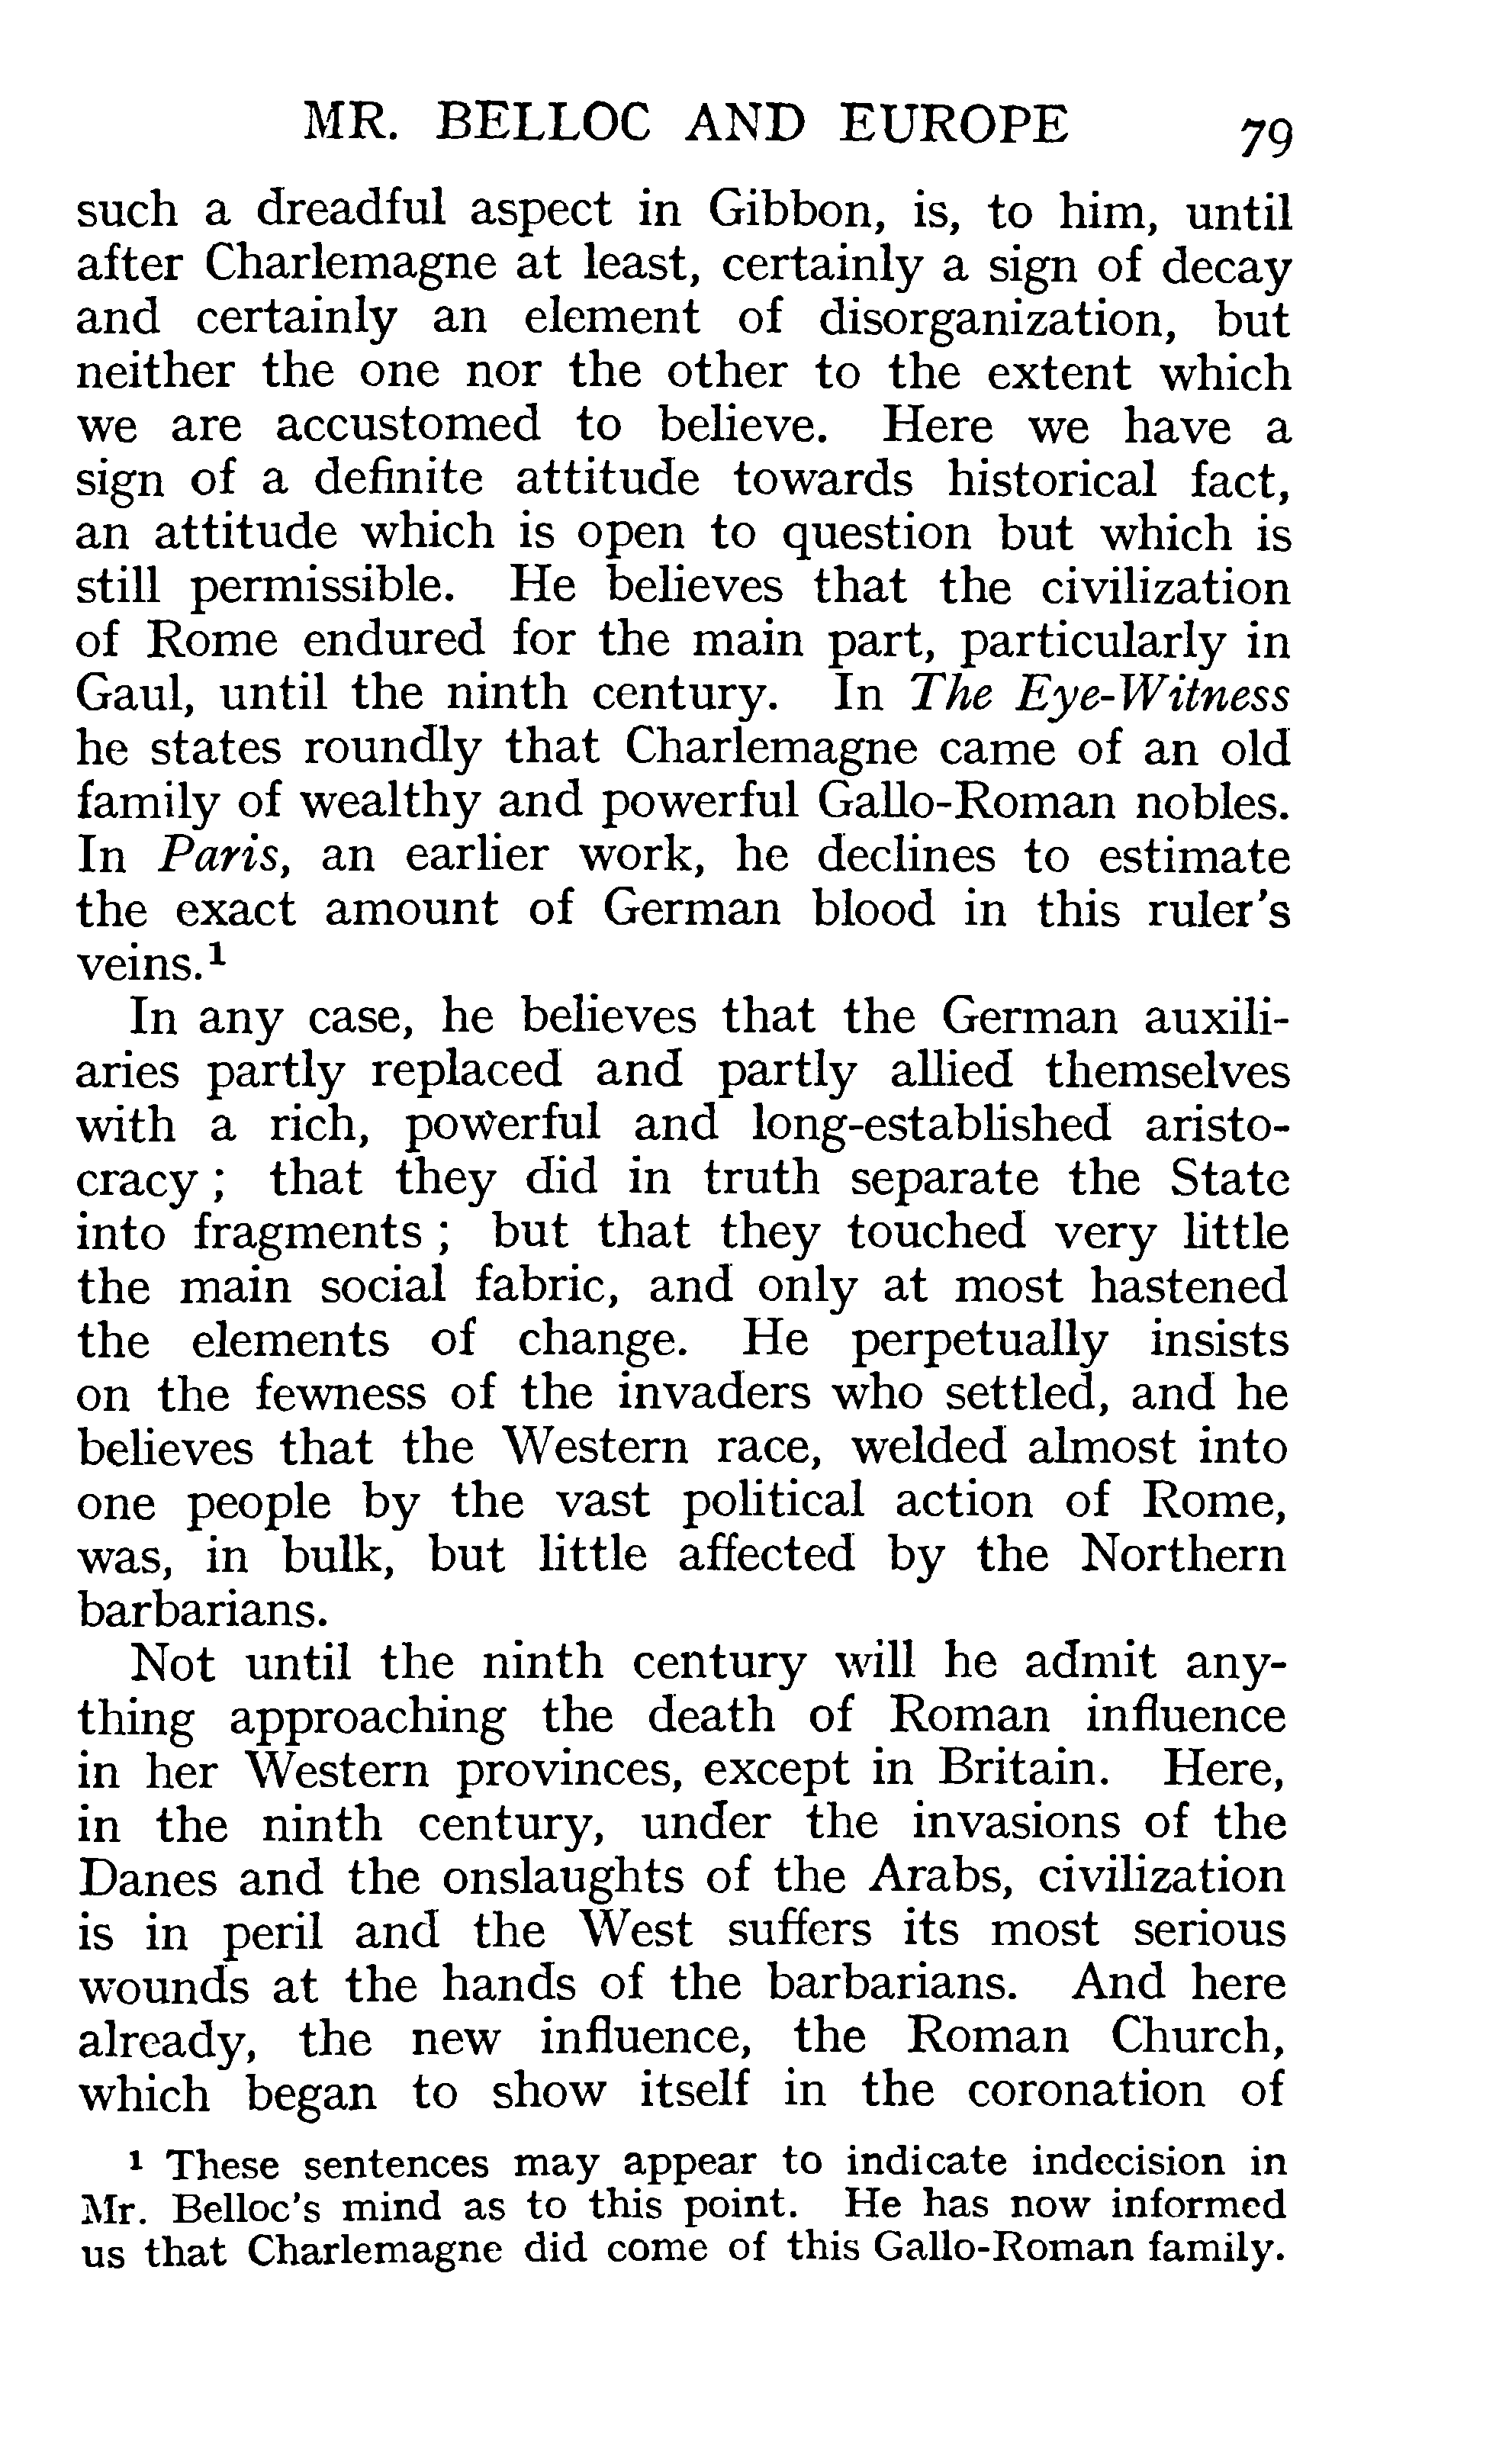 MR. BELLOC AND EUROPE 79
such a dreadful aspect in Gibbon, is, to him, until
after Charlemagne at least, certainly a sign of decay
and certainly an element of disorganization, but
neither the one nor the other to the extent which
we are accustomed to believe. Here we have a
sign of a definite attitude towards historical fact,
an attitude which is open to question but which is
still permissible. He believes that the civilization
of Rome endured for the main part, particularly in
Gaul, until the ninth century. In The Eye-Witness
he states roundly that Charlemagne came of an old
family of wealthy and powerful Gallo-Roman nobles.
In Paris, an earlier work, he declines to estimate
the exact amount of German blood in this ruler's
veins.¹
In any case, he believes that the German auxili-
aries partly replaced and partly allied themselves
with a rich, powerful and long-established aristo-
cracy ; that they did in truth separate the State
into fragments ; but that they touched very little
the main social fabric, and only at most hastened
the elements of change. He perpetually insists
on the fewness of the invaders who settled, and he
believes that the Western race, welded almost into
one people by the vast political action of Rome,
was, in bulk, but little affected by the Northern
barbarians.
Not until the ninth century will he admit any-
thing approaching the death of Roman influence
in her Western provinces, except in Britain. Here,
in the ninth century, under the invasions of the
Danes and the onslaughts of the Arabs, civilization
is in peril and the West suffers its most serious
wounds at the hands of the barbarians. And here
already, the new influence, the Roman Church,
which began to show itself in the coronation of
¹ These sentences may appear to indicate indecision in
Mr. Belloc's mind as to this point. He has now informed
us that Charlemagne did come of this Gallo-Roman family.